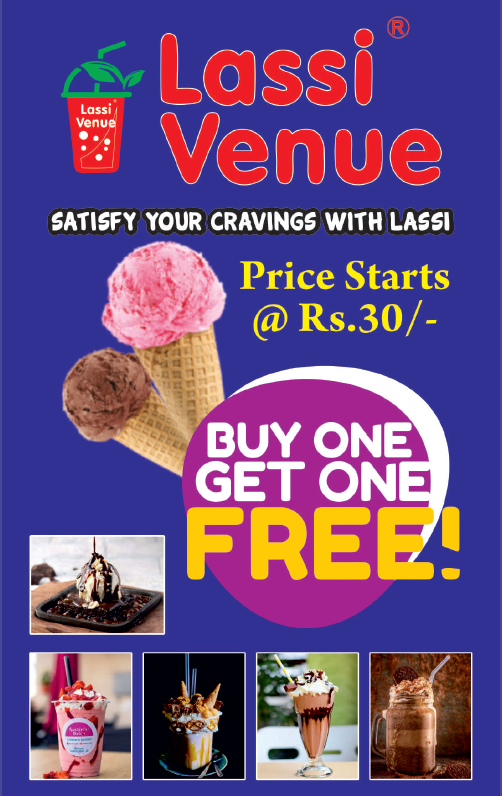 Lassi
Venue
®
Lassi
Venue
SATISFY YOUR CRAVINGS WITH LASSI
Price Starts
@ Rs.30/-
BUY ONE
GET ONE
FREE!